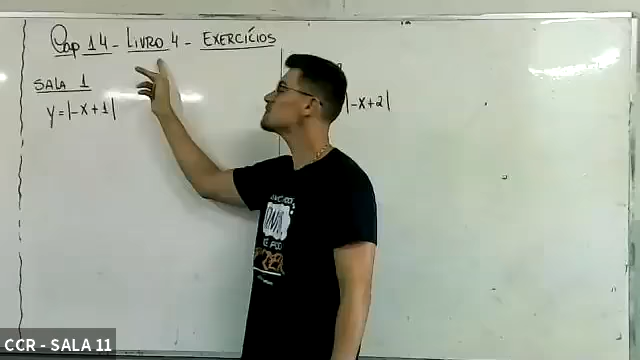 Cap 14 - LIVRO 4 - EXERCÍCIOS
SALA 1
y=|-x+1|
|-x+2|
CCR - SALA 11